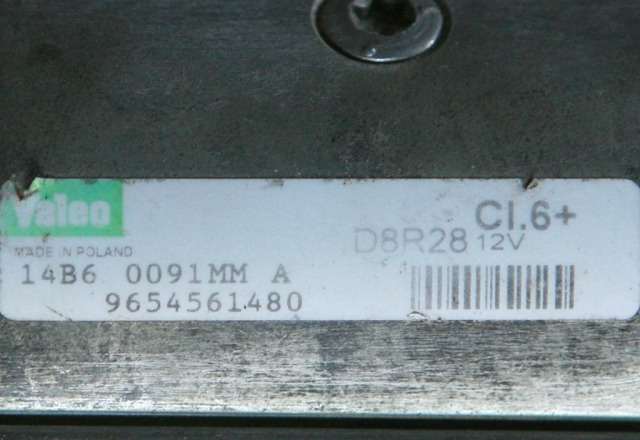 Valeo
Cl.6+
D8R28 12V
MADE IN POLAND
14B6 0091MM A
9654561480